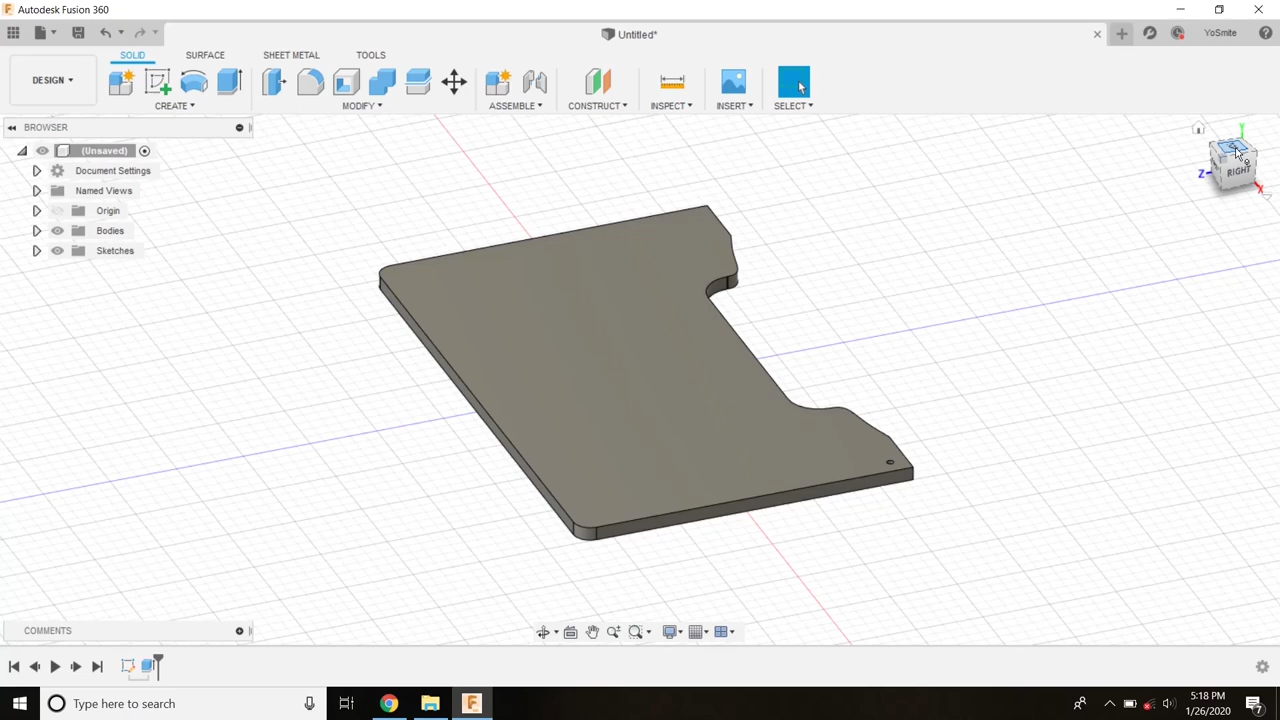 Autodesk Fusion 360
Untitled*
YoSmite
SOLID SURFACE SHEET METAL TOOLS
DESIGN
CREATE MODIFY ASSEMBLE CONSTRUCT INSPECT INSERT SELECT
BROWSER
(Unsaved)
Document Settings
Named Views
Origin
Bodies
Sketches
Y
RIGHT
Z
X
COMMENTS
Type here to search
5:18 PM
1/26/2020
7